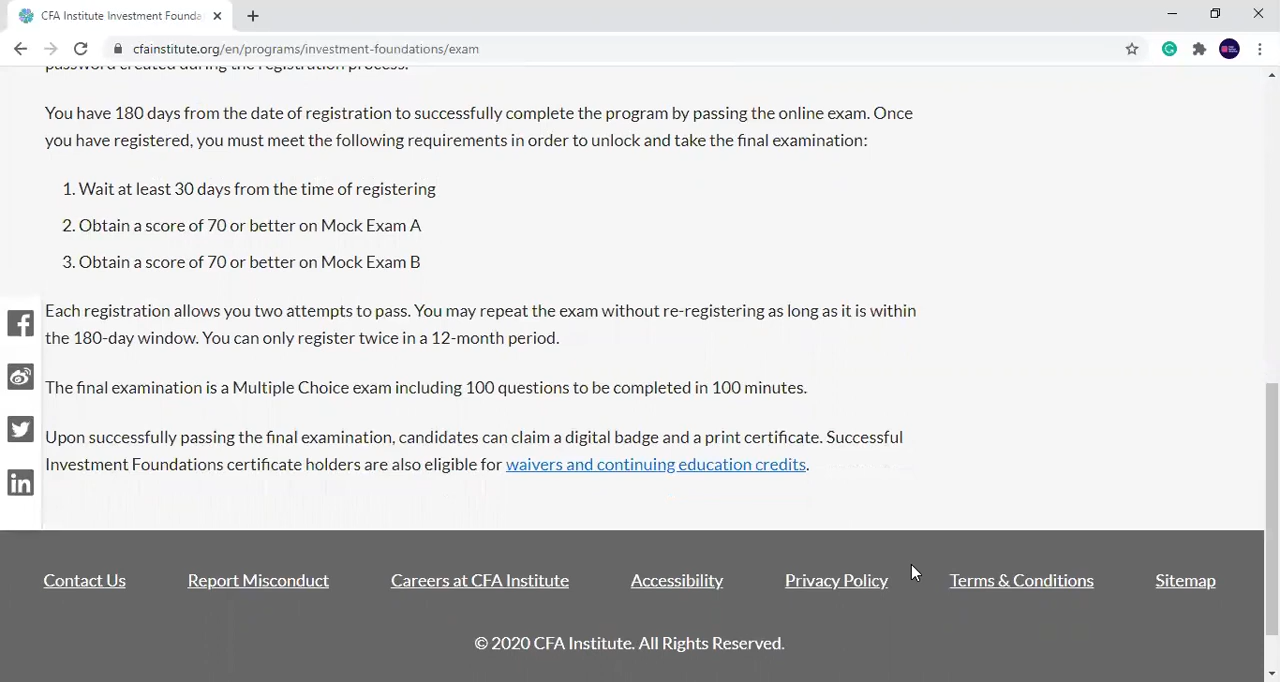 CFA Institute Investment Founda
cfainstitute.org/en/programs/investment-foundations/exam
password created during the registration process.
You have 180 days from the date of registration to successfully complete the program by passing the online exam. Once
you have registered, you must meet the following requirements in order to unlock and take the final examination:
1. Wait at least 30 days from the time of registering
2. Obtain a score of 70 or better on Mock Exam A
3. Obtain a score of 70 or better on Mock Exam B
Each registration allows you two attempts to pass. You may repeat the exam without re-registering as long as it is within
the 180-day window. You can only register twice in a 12-month period.
The final examination is a Multiple Choice exam including 100 questions to be completed in 100 minutes.
Upon successfully passing the final examination, candidates can claim a digital badge and a print certificate. Successful
Investment Foundations certificate holders are also eligible for waivers and continuing education credits.
Contact Us Report Misconduct Careers at CFA Institute Accessibility Privacy Policy Terms & Conditions Sitemap
© 2020 CFA Institute. All Rights Reserved.